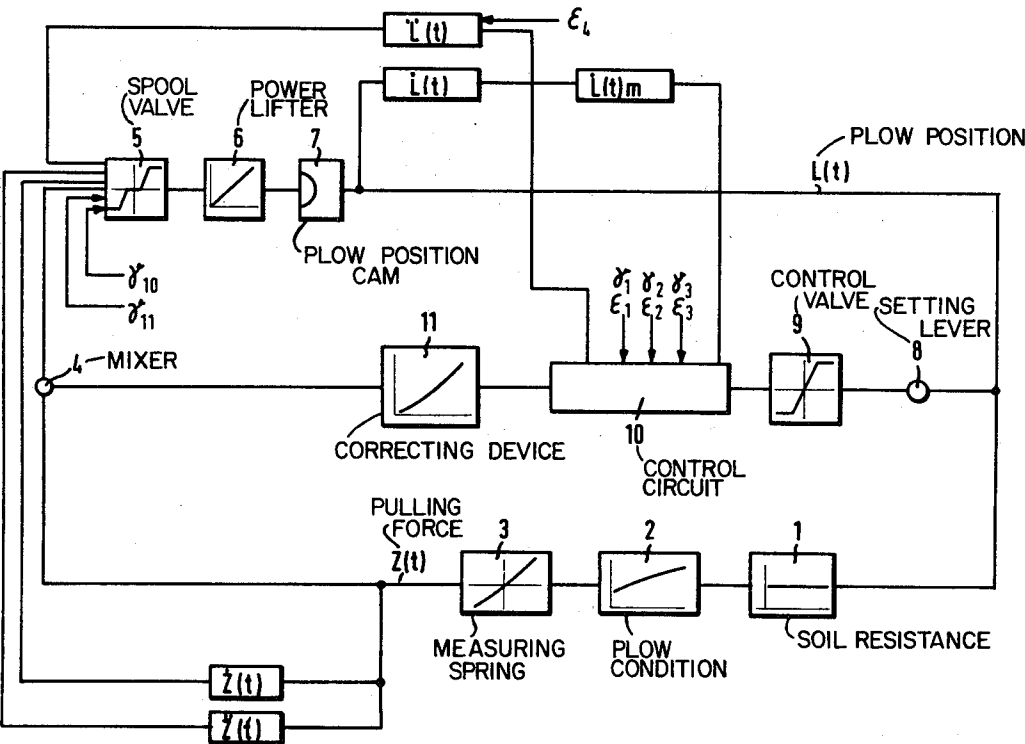 L̈(t)
ε₄
L̇(t)
L̇(t)m
SPOOL
VALVE
5
POWER
LIFTER
6
7
PLOW POSITION
L(t)
PLOW POSITION
CAM
γ₁₀
γ₁₁
γ₁ γ₂ γ₃
ε₁ ε₂ ε₃
CONTROL
VALVE
9
SETTING
LEVER
8
4 MIXER
11
CORRECTING DEVICE
10
CONTROL
CIRCUIT
PULLING
FORCE
Z(t)
3
2
1
MEASURING
SPRING
PLOW
CONDITION
SOIL RESISTANCE
Ż(t)
Z̈(t)